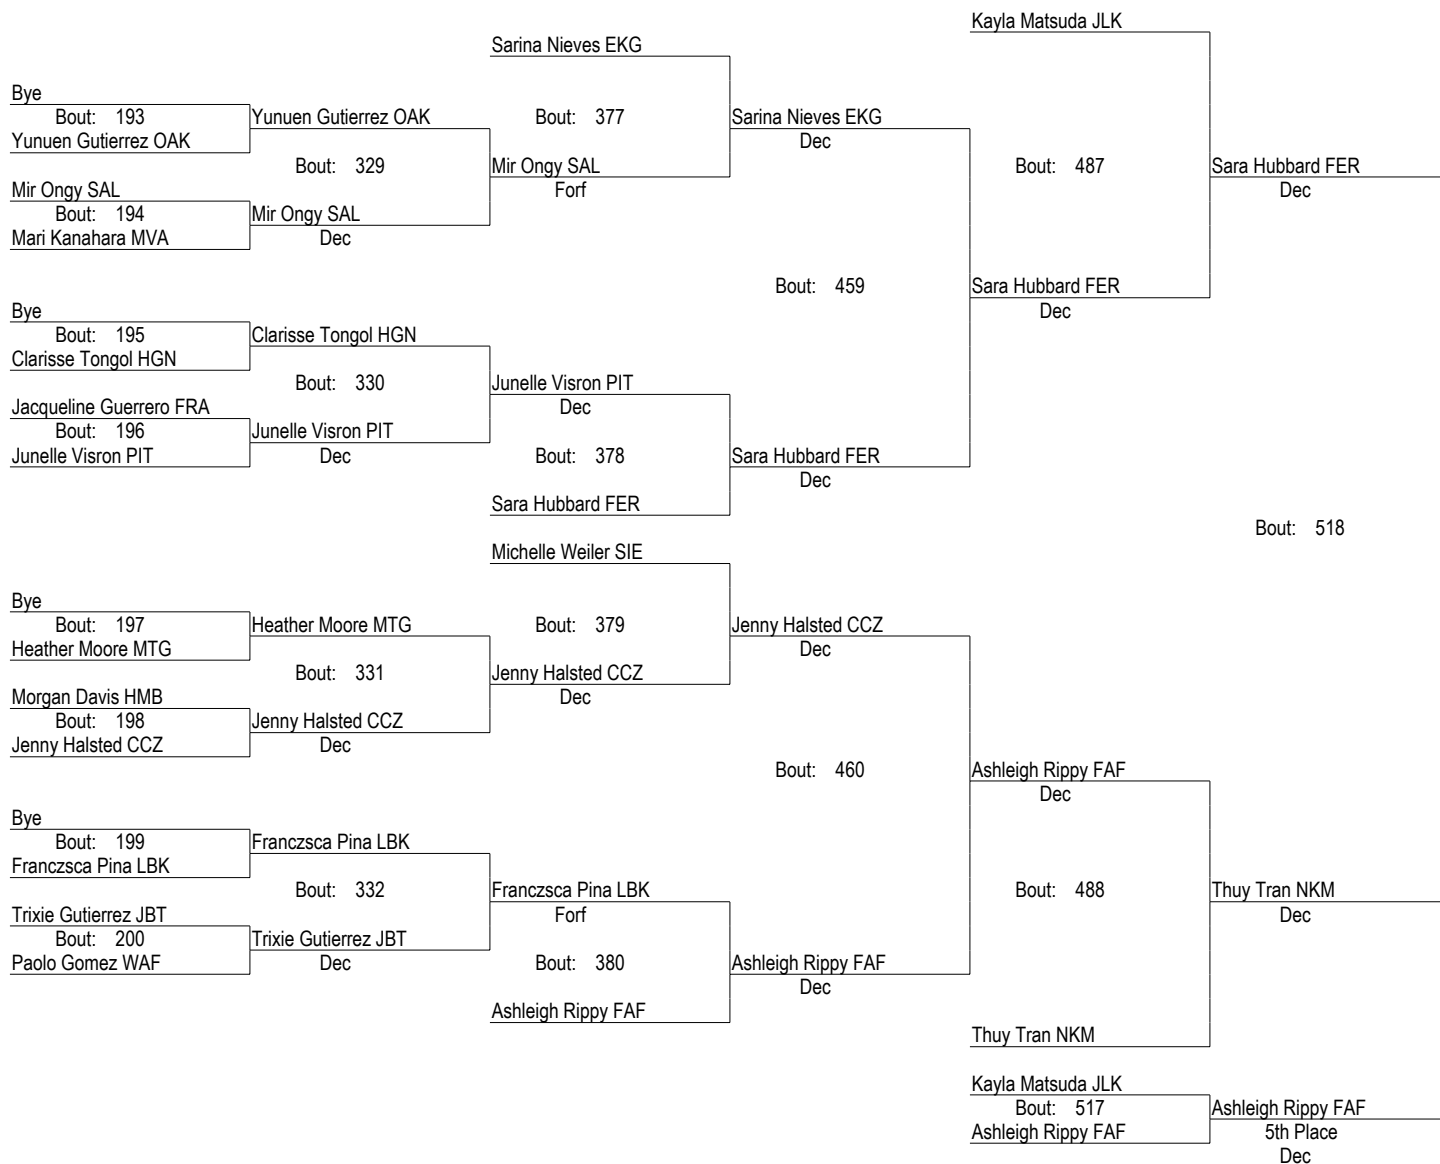 Kayla Matsuda JLK
Sarina Nieves EKG
Bye
Bout: 193
Yunuen Gutierrez OAK
Yunuen Gutierrez OAK
Bout: 377
Sarina Nieves EKG
Dec
Bout: 329
Mir Ongy SAL
Forf
Bout: 487
Sara Hubbard FER
Dec
Mir Ongy SAL
Bout: 194
Mari Kanahara MVA
Mir Ongy SAL
Dec
Bout: 459
Sara Hubbard FER
Dec
Bye
Bout: 195
Clarisse Tongol HGN
Clarisse Tongol HGN
Bout: 330
Junelle Visron PIT
Dec
Jacqueline Guerrero FRA
Bout: 196
Junelle Visron PIT
Junelle Visron PIT
Dec
Bout: 378
Sara Hubbard FER
Dec
Sara Hubbard FER
Bout: 518
Michelle Weiler SIE
Bye
Bout: 197
Heather Moore MTG
Heather Moore MTG
Bout: 379
Jenny Halsted CCZ
Dec
Bout: 331
Jenny Halsted CCZ
Dec
Morgan Davis HMB
Bout: 198
Jenny Halsted CCZ
Jenny Halsted CCZ
Dec
Bout: 460
Ashleigh Rippy FAF
Dec
Bye
Bout: 199
Franczsca Pina LBK
Franczsca Pina LBK
Bout: 332
Franczsca Pina LBK
Forf
Bout: 488
Thuy Tran NKM
Dec
Trixie Gutierrez JBT
Bout: 200
Paolo Gomez WAF
Trixie Gutierrez JBT
Dec
Bout: 380
Ashleigh Rippy FAF
Dec
Ashleigh Rippy FAF
Thuy Tran NKM
Kayla Matsuda JLK
Bout: 517
Ashleigh Rippy FAF
Ashleigh Rippy FAF
5th Place
Dec